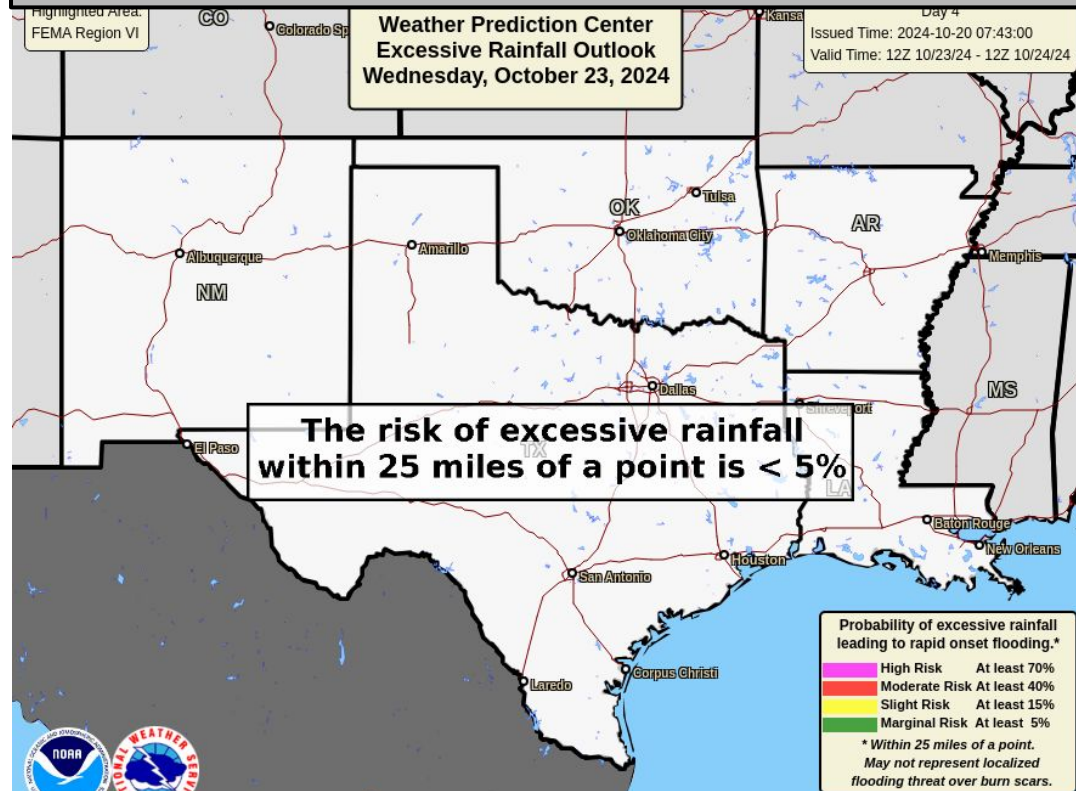 Highlighted Area:
FEMA Region VI
Weather Prediction Center
Excessive Rainfall Outlook
Wednesday, October 23, 2024
Day 4
Issued Time: 2024-10-20 07:43:00
Valid Time: 12Z 10/23/24 - 12Z 10/24/24
CO
Colorado Sp
Kansa
Tulsa
OK
Oklahoma City
AR
Amarillo
Albuquerque
Memphis
NM
Dallas
MS
Shreveport
The risk of excessive rainfall
within 25 miles of a point is < 5%
El Paso
TX
LA
Baton Rouge
New Orleans
Houston
San Antonio
Corpus Christi
Laredo
Probability of excessive rainfall
leading to rapid onset flooding.*
High Risk At least 70%
Moderate Risk At least 40%
Slight Risk At least 15%
Marginal Risk At least 5%
* Within 25 miles of a point.
May not represent localized
flooding threat over burn scars.
NOAA